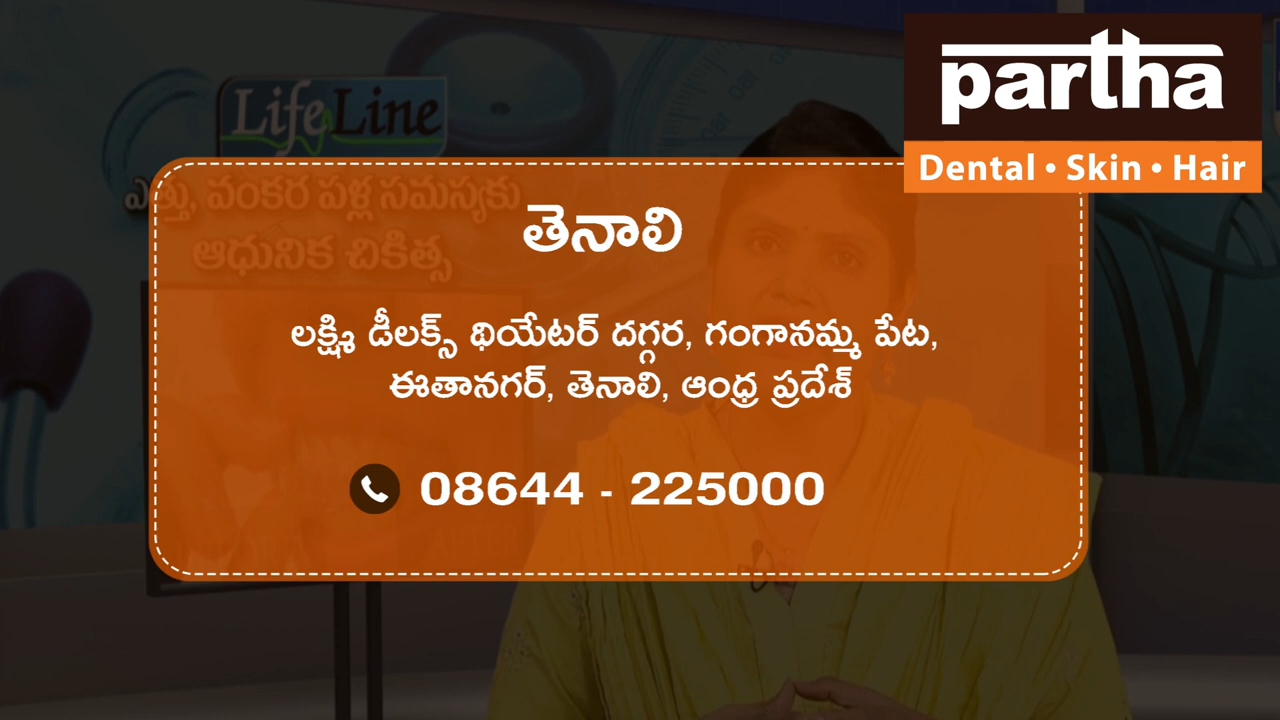 partha
Dental • Skin • Hair
LifeLine
ఎత్తు, వంకర పళ్ల సమస్యకు
ఆధునిక చికిత్స
తెనాలి
లక్ష్మి డీలక్స్ థియేటర్ దగ్గర, గంగానమ్మ పేట,
ఈతానగర్, తెనాలి, ఆంధ్ర ప్రదేశ్
08644 - 225000